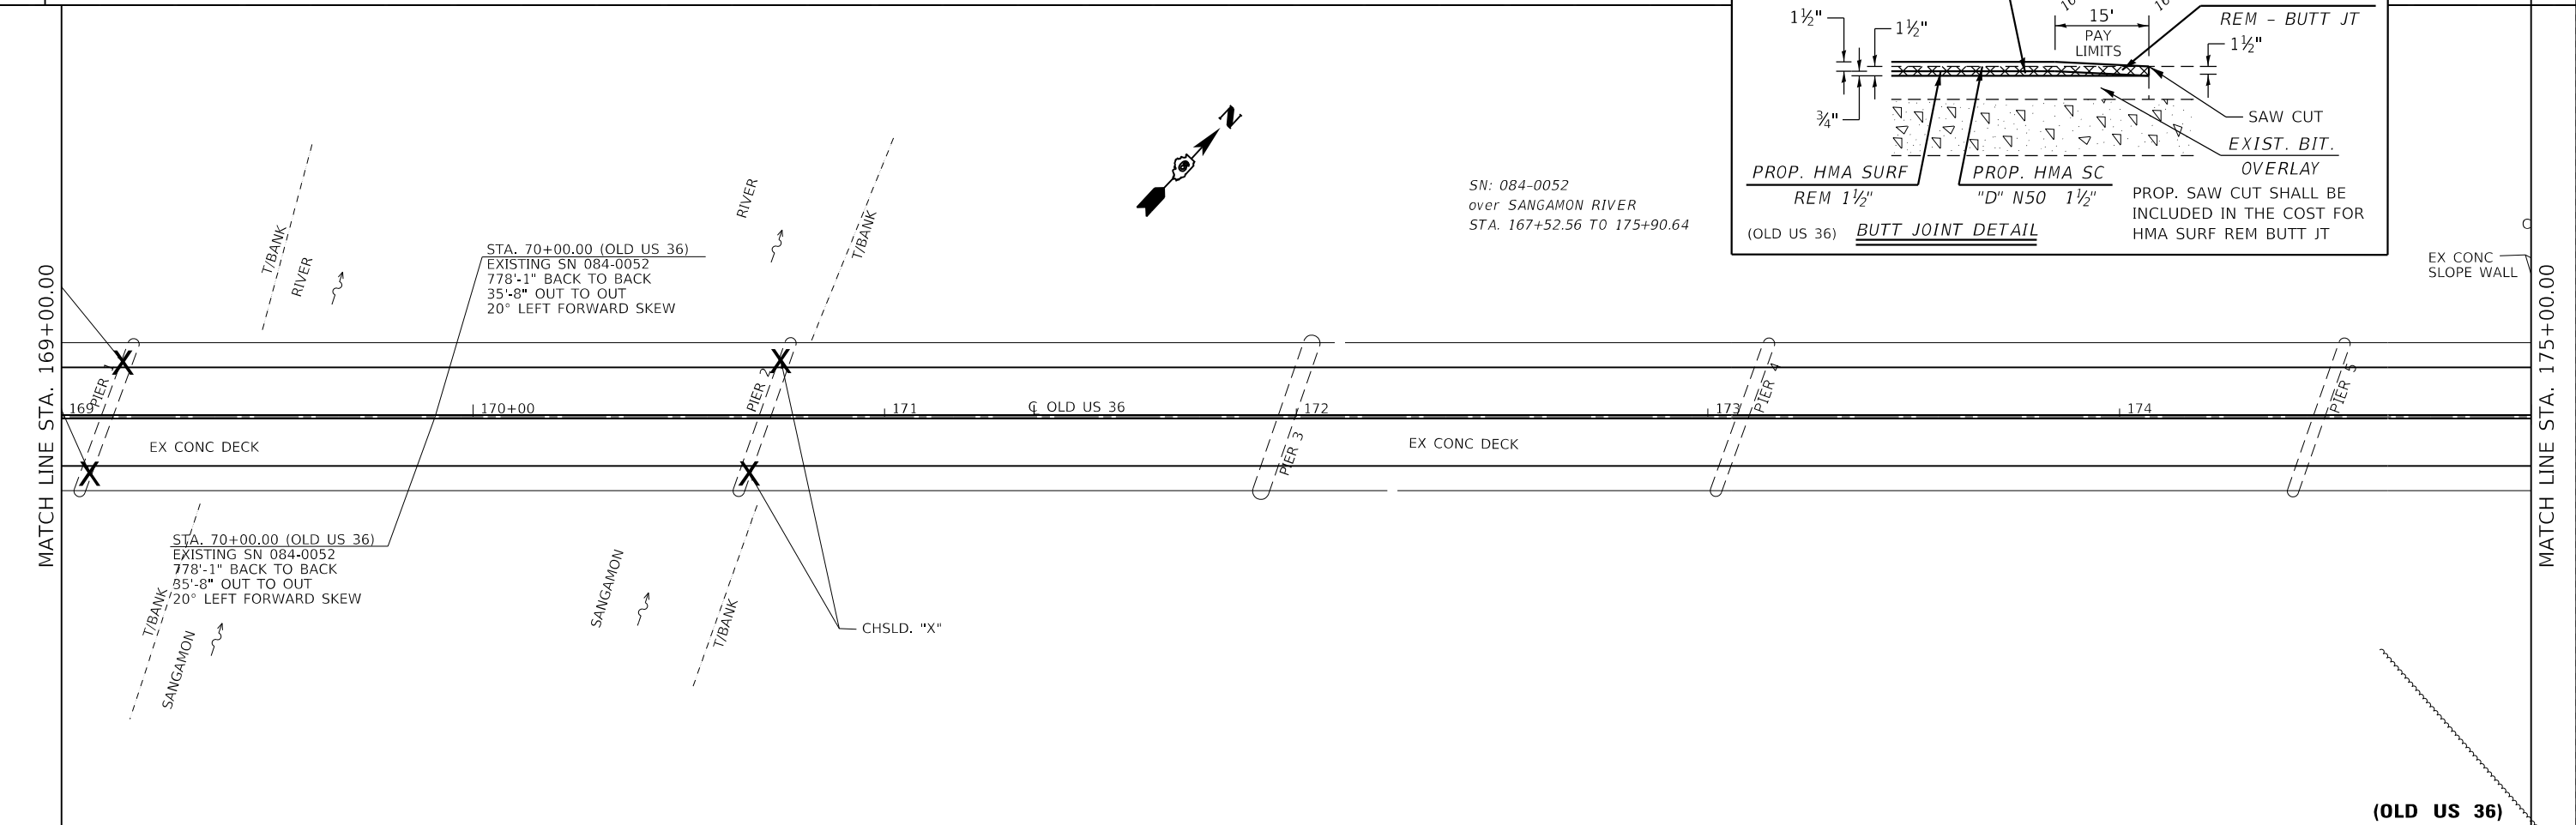 1½"
1½"
15'
PAY
LIMITS
REM - BUTT JT
1½"
¾"
SAW CUT
EXIST. BIT.
OVERLAY
PROP. HMA SURF
REM 1½"
PROP. HMA SC
"D" N50 1½"
PROP. SAW CUT SHALL BE
INCLUDED IN THE COST FOR
HMA SURF REM BUTT JT
(OLD US 36) BUTT JOINT DETAIL
N
SN: 084-0052
over SANGAMON RIVER
STA. 167+52.56 TO 175+90.64
T/BANK
RIVER
RIVER
T/BANK
STA. 70+00.00 (OLD US 36)
EXISTING SN 084-0052
778'-1" BACK TO BACK
35'-8" OUT TO OUT
20° LEFT FORWARD SKEW
EX CONC
SLOPE WALL
MATCH LINE STA. 169+00.00
MATCH LINE STA. 175+00.00
X
X
PIER 1
PIER 2
PIER 3
PIER 4
PIER 5
169
170+00
171
℄ OLD US 36
172
173
174
EX CONC DECK
EX CONC DECK
X
X
STA. 70+00.00 (OLD US 36)
EXISTING SN 084-0052
778'-1" BACK TO BACK
35'-8" OUT TO OUT
20° LEFT FORWARD SKEW
T/BANK
SANGAMON
SANGAMON
T/BANK
CHSLD. "X"
(OLD US 36)